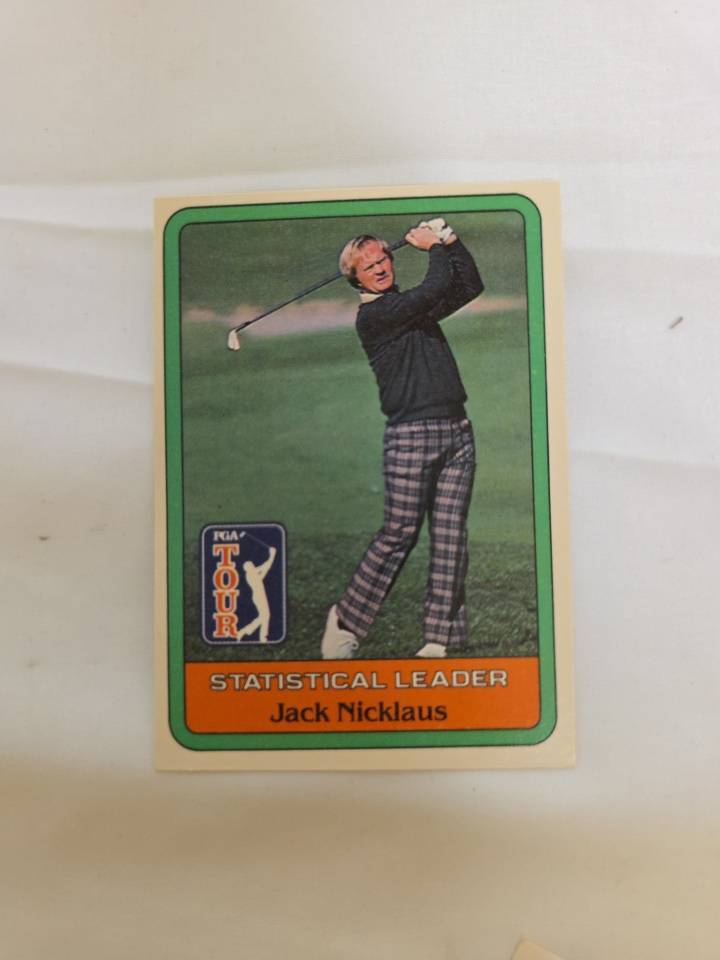 PGA
TOUR
STATISTICAL LEADER
Jack Nicklaus